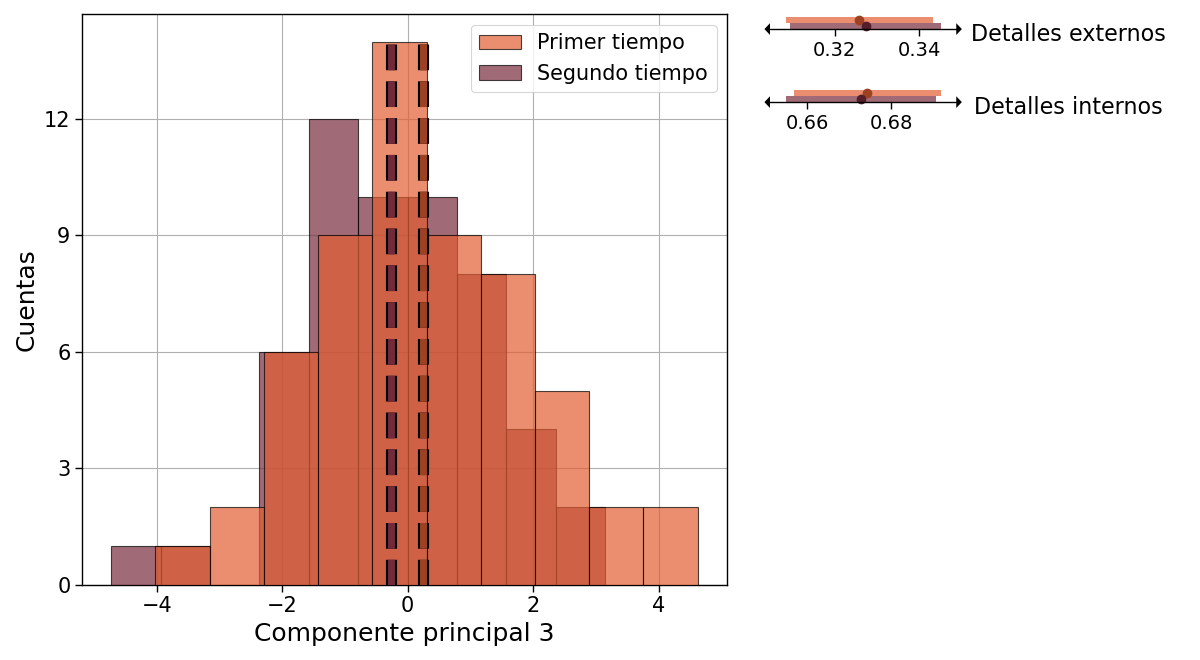 Primer tiempo
Segundo tiempo
12
9
6
3
0
Cuentas
−4 −2 0 2 4
Componente principal 3
0.32 0.34
Detalles externos
0.66 0.68
Detalles internos